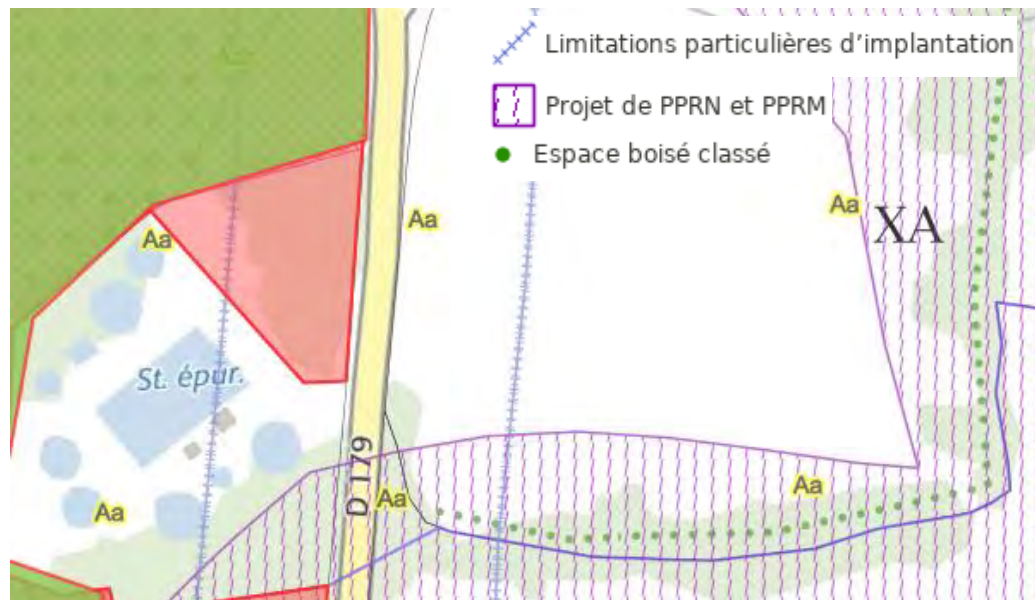 Limitations particulières d’implantation
Projet de PPRN et PPRM
Espace boisé classé
Aa
Aa
Aa
XA
St. épur.
D 179
Aa
Aa
Aa